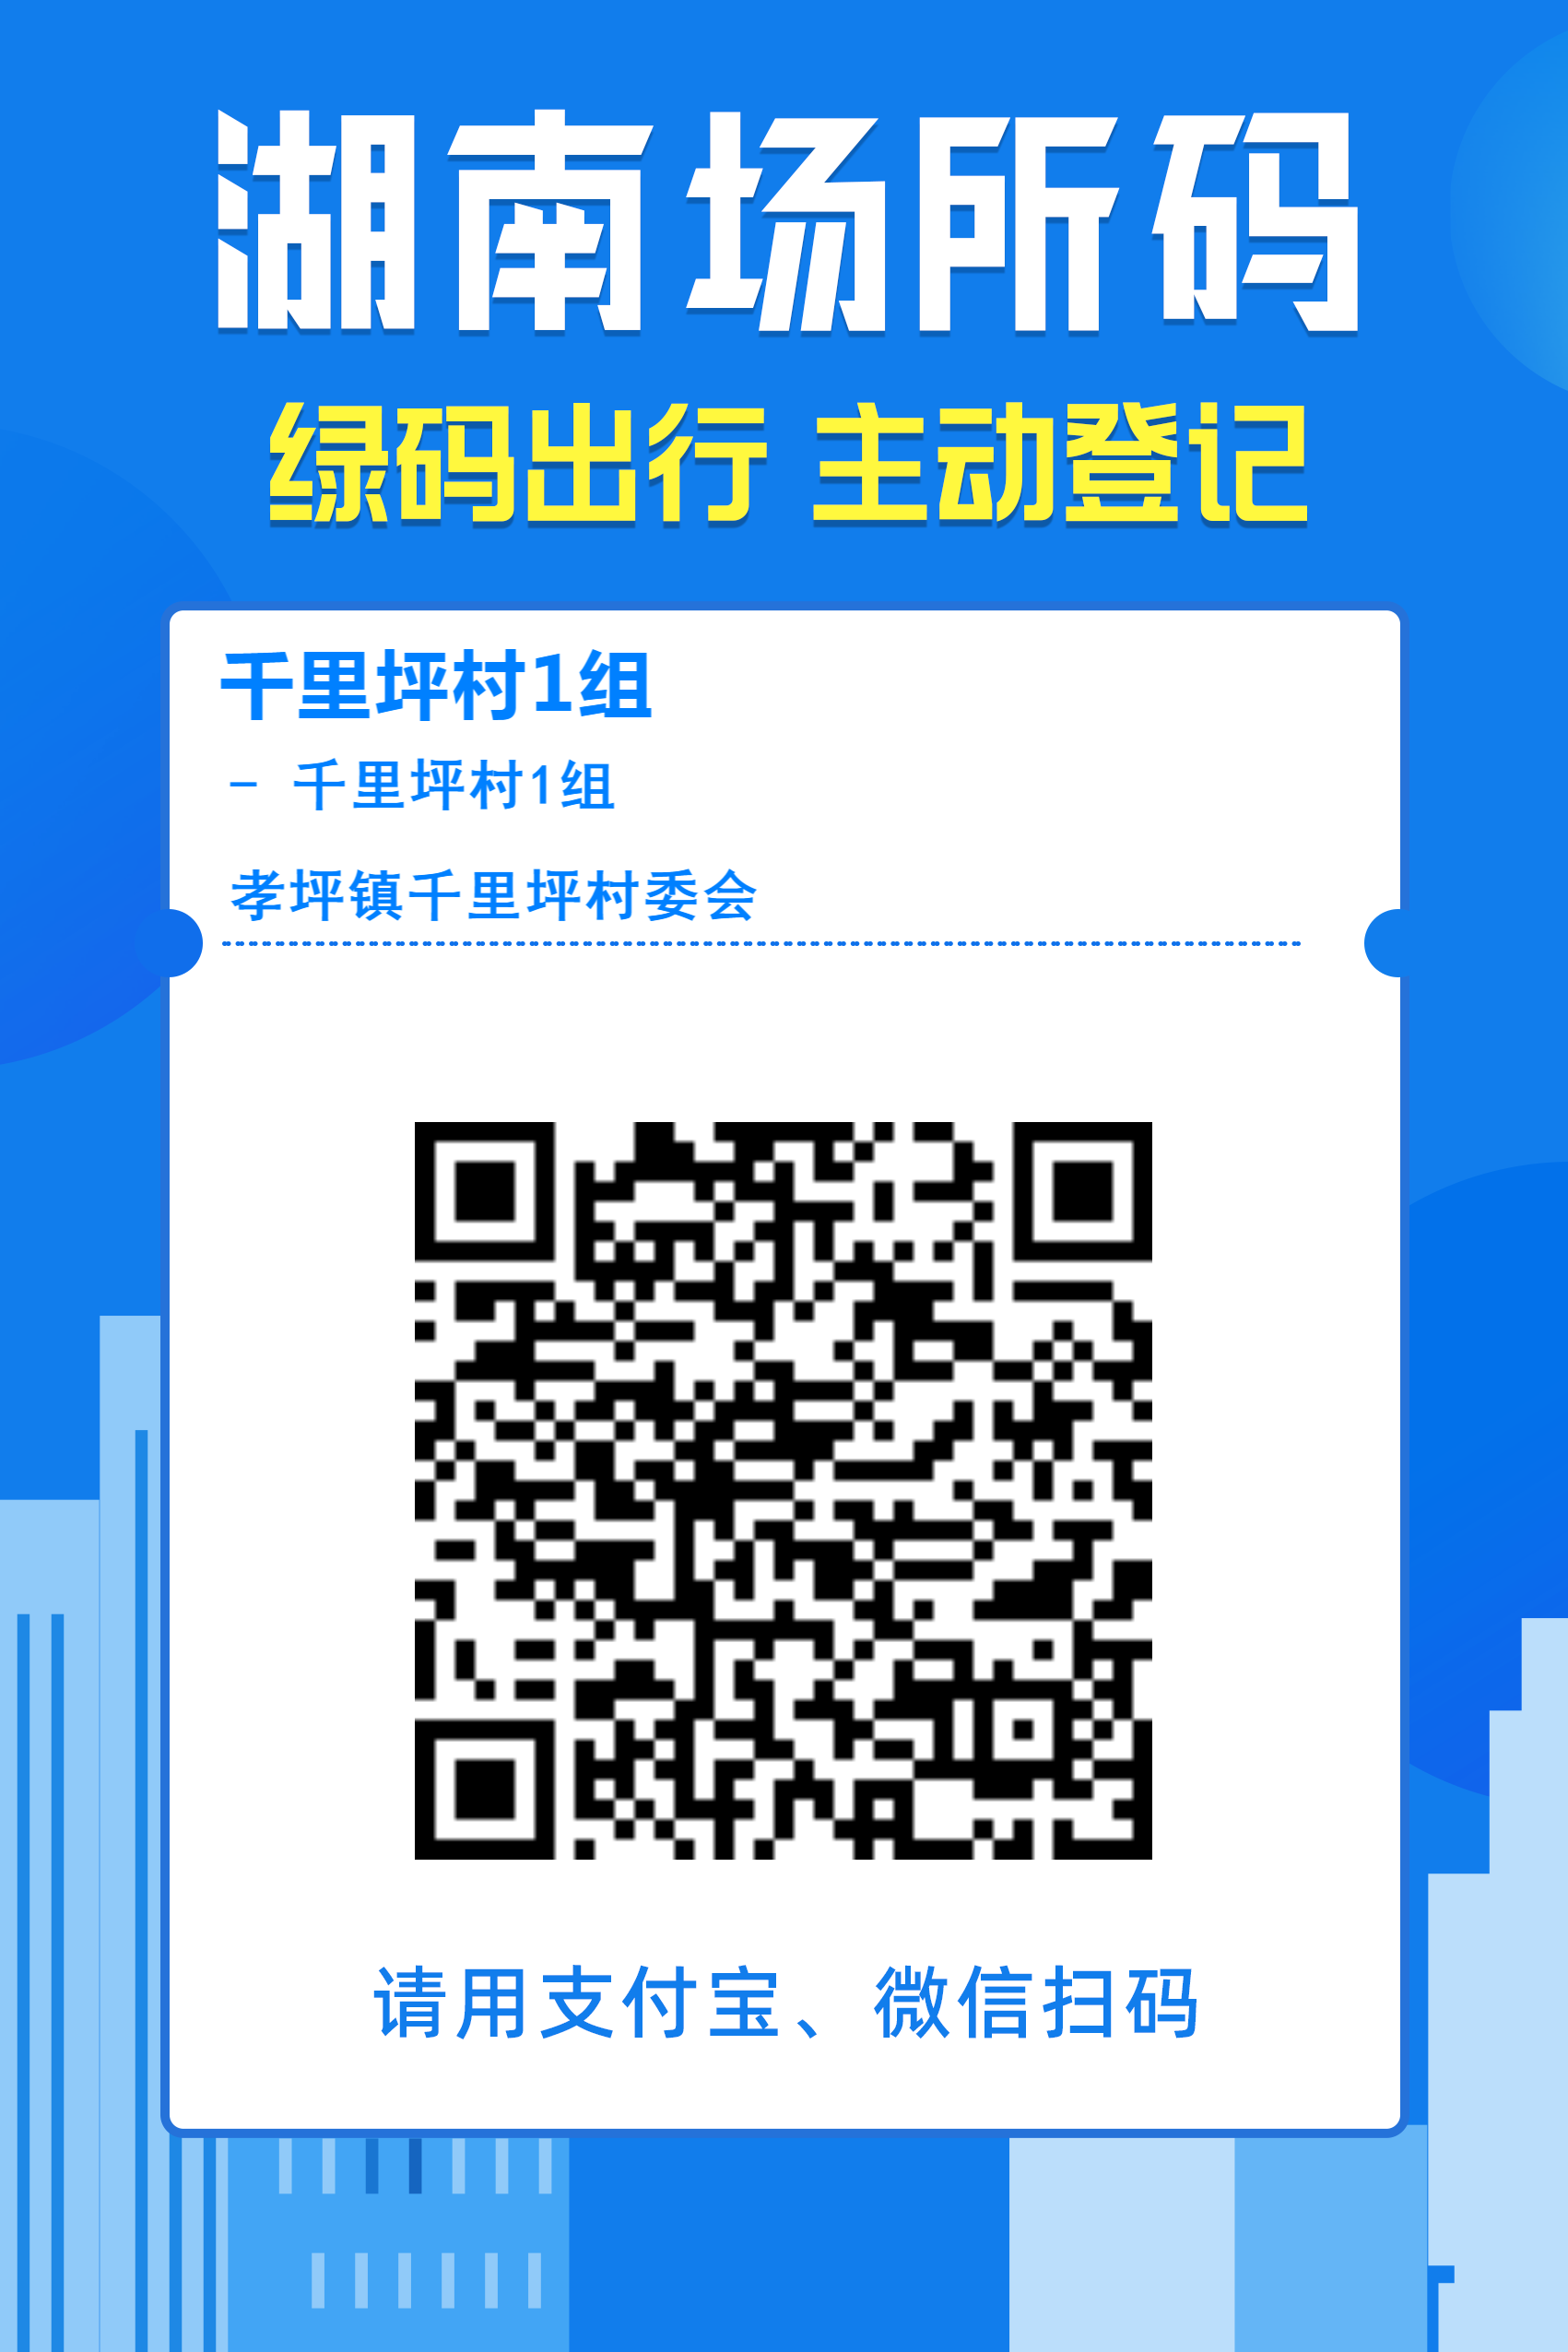 湖南场所码
绿码出行 主动登记
千里坪村1组
- 千里坪村1组
孝坪镇千里坪村委会
请用支付宝、微信扫码